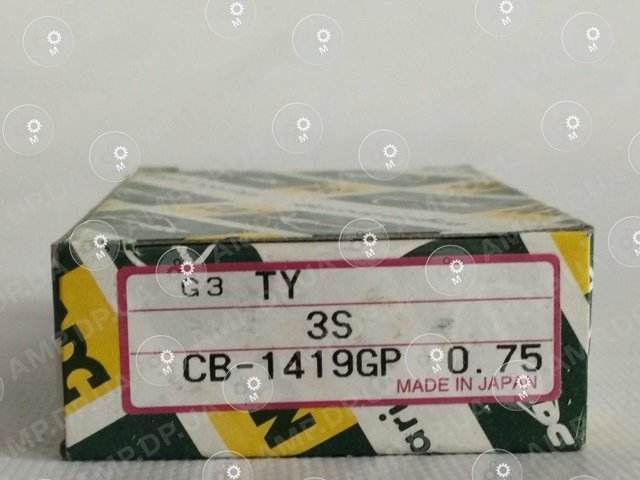 G3 TY
3S
CB-1419GP 0.75
MADE IN JAPAN